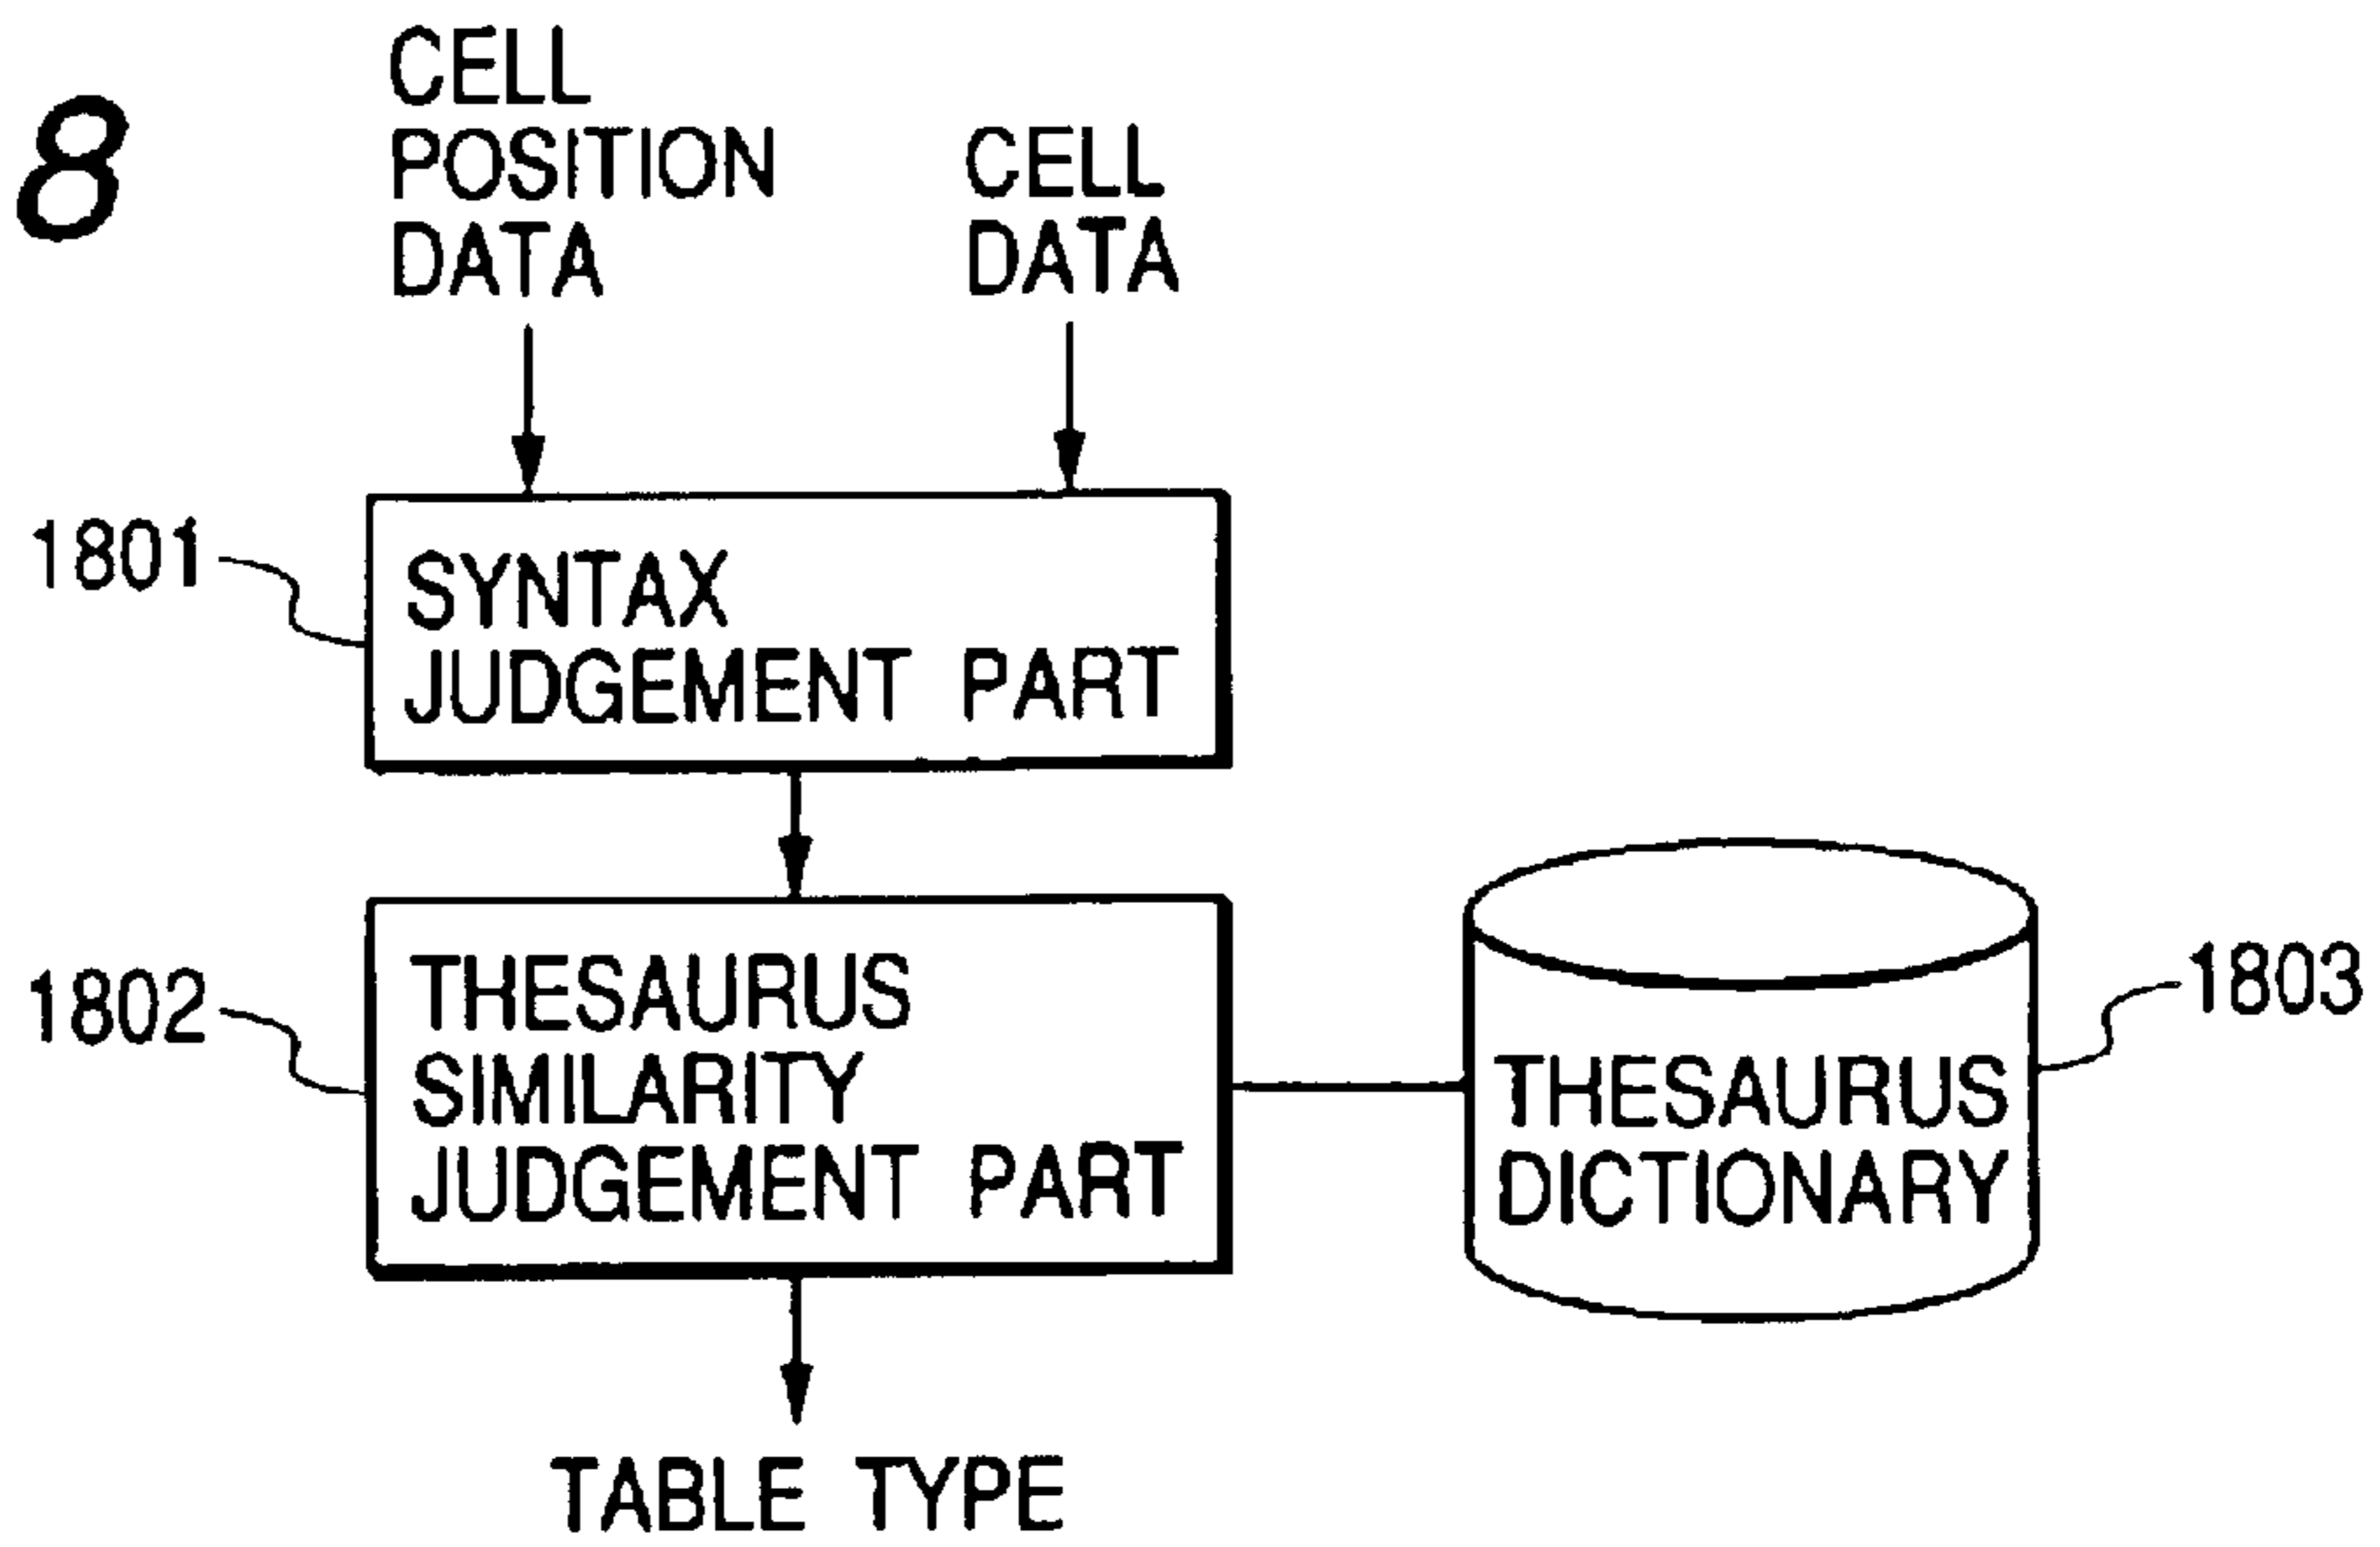 8
CELL
POSITION
DATA
CELL
DATA
1801
SYNTAX
JUDGEMENT PART
1802
THESAURUS
SIMILARITY
JUDGEMENT PART
1803
THESAURUS
DICTIONARY
TABLE TYPE